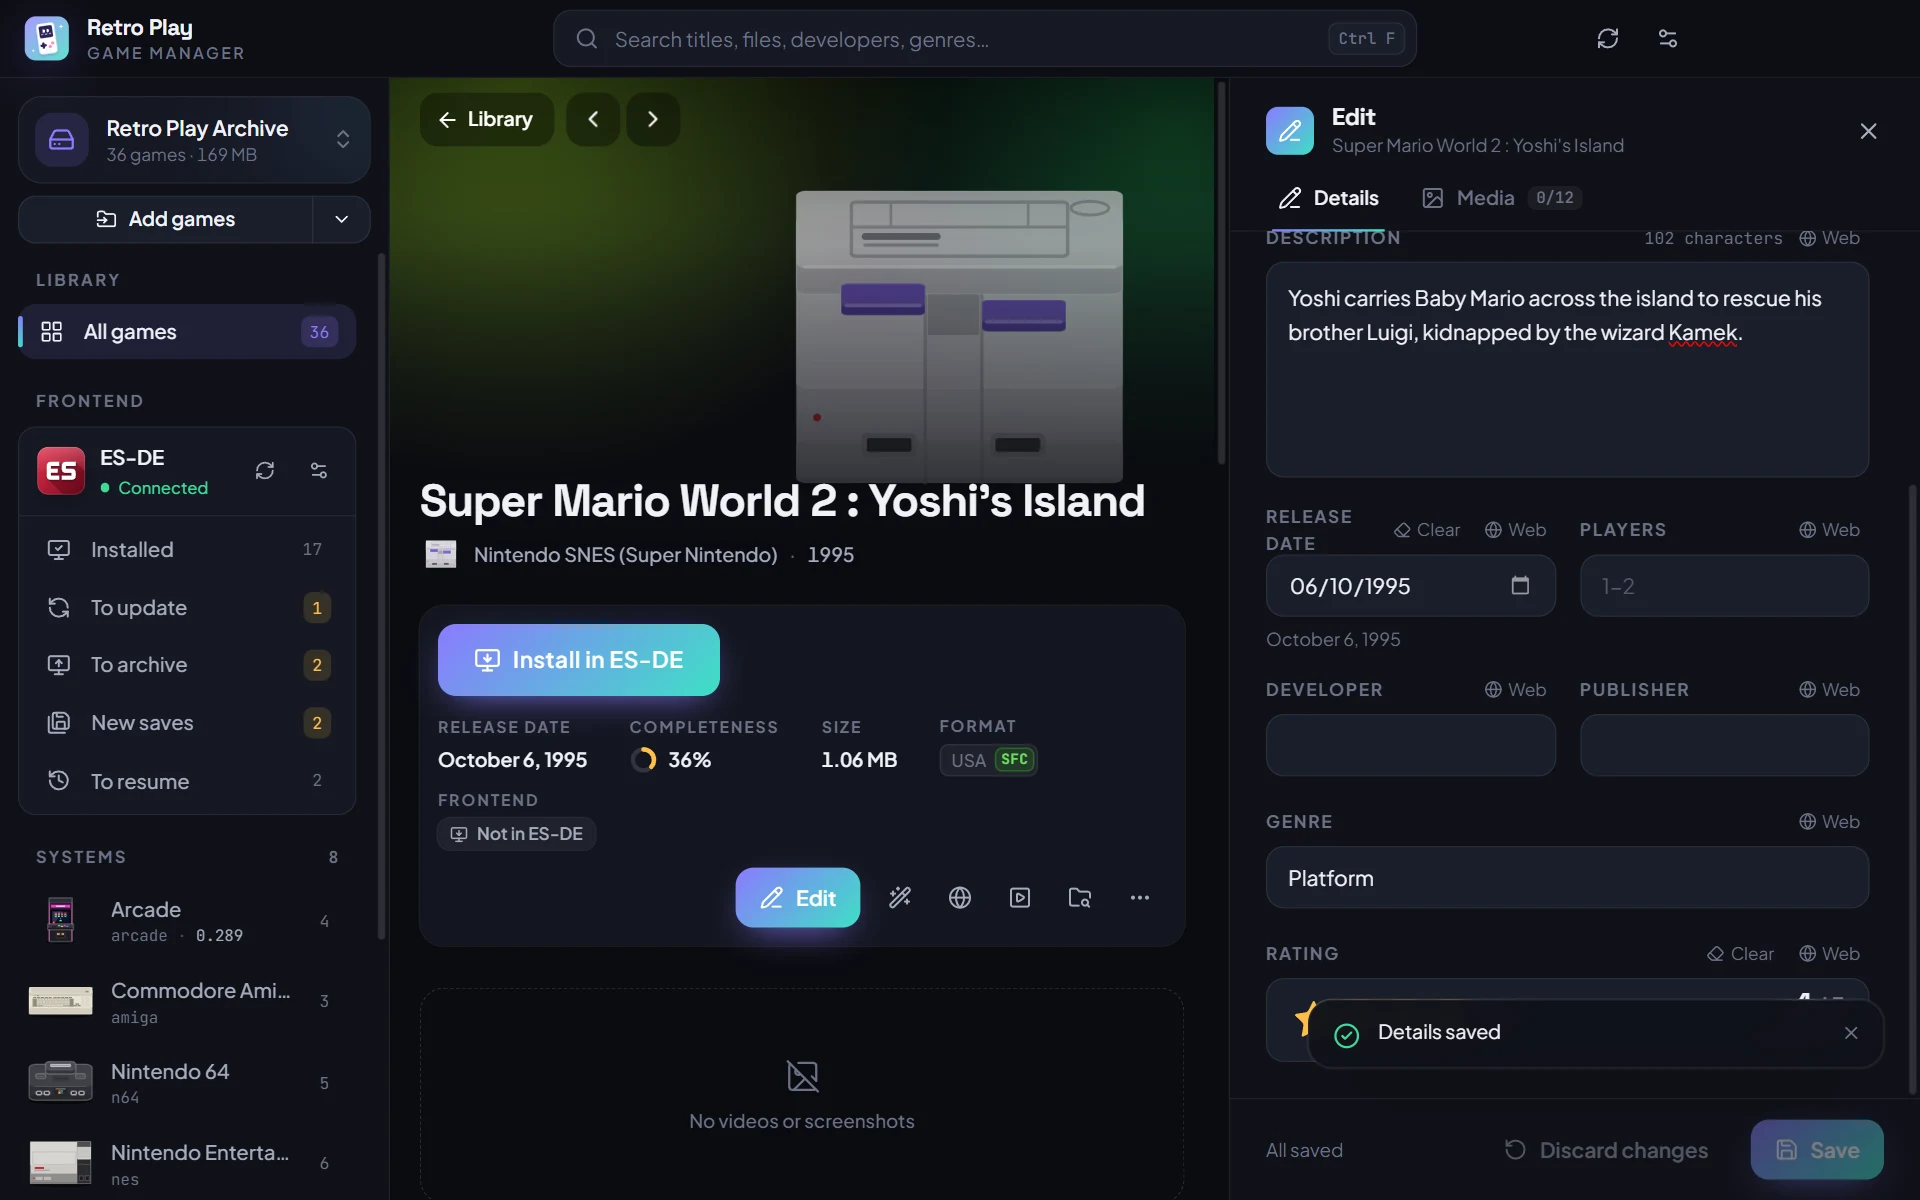 Retro Play
GAME MANAGER
Search titles, files, developers, genres…
Ctrl F
Retro Play Archive
36 games · 169 MB
Add games
LIBRARY
All games
36
FRONTEND
ES
ES-DE
Connected
Installed
17
To update
1
To archive
2
New saves
2
To resume
2
SYSTEMS
8
Arcade
arcade · 0.289
4
Commodore Ami…
amiga
3
Nintendo 64
n64
5
Nintendo Enterta…
nes
6
Library
Super Mario World 2 : Yoshi’s Island
Nintendo SNES (Super Nintendo) · 1995
Install in ES-DE
RELEASE DATE
October 6, 1995
COMPLETENESS
36%
SIZE
1.06 MB
FORMAT
USA SFC
FRONTEND
Not in ES-DE
Edit
No videos or screenshots
Edit
Super Mario World 2 : Yoshi’s Island
Details
Media
0/12
DESCRIPTION
102 characters
Web
Yoshi carries Baby Mario across the island to rescue his
brother Luigi, kidnapped by the wizard Kamek.
RELEASE
DATE
Clear
Web
06/10/1995
October 6, 1995
PLAYERS
Web
1–2
DEVELOPER
Web
PUBLISHER
Web
GENRE
Web
Platform
RATING
Clear
Web
Details saved
All saved
Discard changes
Save